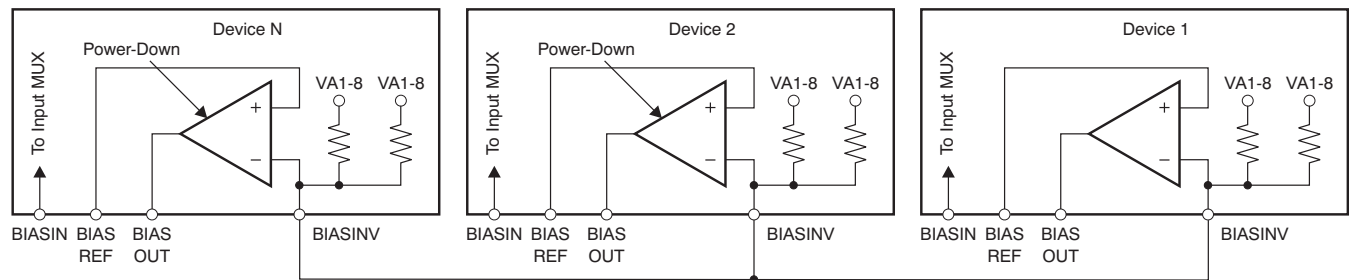 Device N
Power-Down
To Input MUX
VA1-8 VA1-8
+
−
BIASIN BIAS REF BIAS OUT BIASINV
Device 2
Power-Down
To Input MUX
VA1-8 VA1-8
+
−
BIASIN BIAS REF BIAS OUT BIASINV
Device 1
To Input MUX
VA1-8 VA1-8
+
−
BIASIN BIAS REF BIAS OUT BIASINV